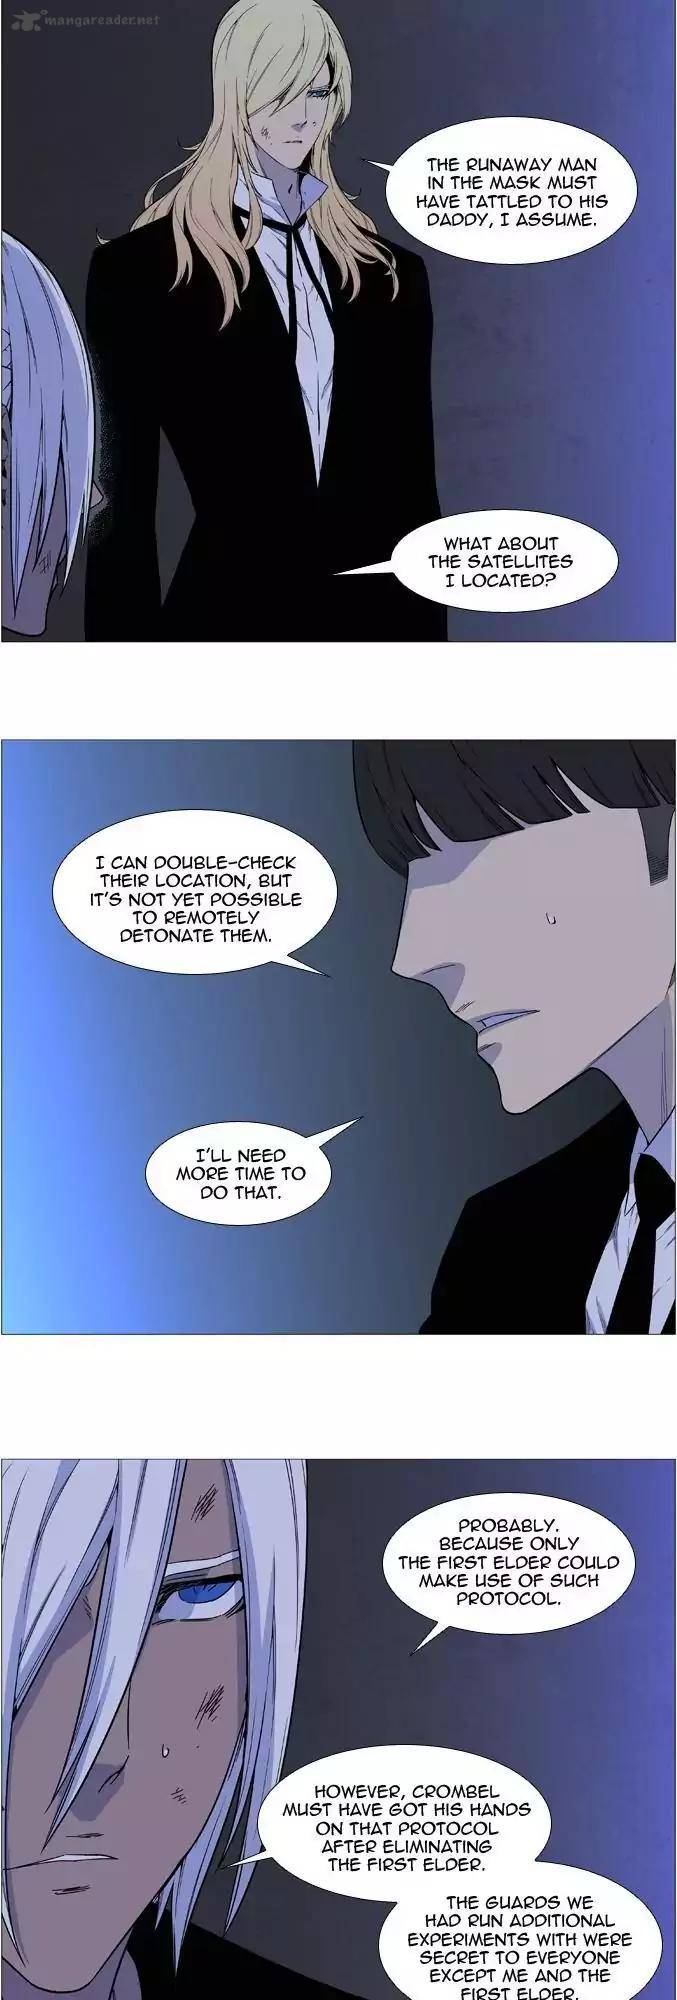 mangareader.net
THE RUNAWAY MAN
IN THE MASK MUST
HAVE TATTLED TO HIS
DADDY, I ASSUME.
WHAT ABOUT
THE SATELLITES
I LOCATED?
I CAN DOUBLE-CHECK
THEIR LOCATION, BUT
IT'S NOT YET POSSIBLE
TO REMOTELY
DETONATE THEM.
I'LL NEED
MORE TIME TO
DO THAT.
PROBABLY.
BECAUSE ONLY
THE FIRST ELDER COULD
MAKE USE OF SUCH
PROTOCOL.
HOWEVER, CROMBEL
MUST HAVE GOT HIS HANDS
ON THAT PROTOCOL
AFTER ELIMINATING
THE FIRST ELDER.
THE GUARDS WE
HAD RUN ADDITIONAL
EXPERIMENTS WITH WERE
SECRET TO EVERYONE
EXCEPT ME AND THE
FIRST ELDER.